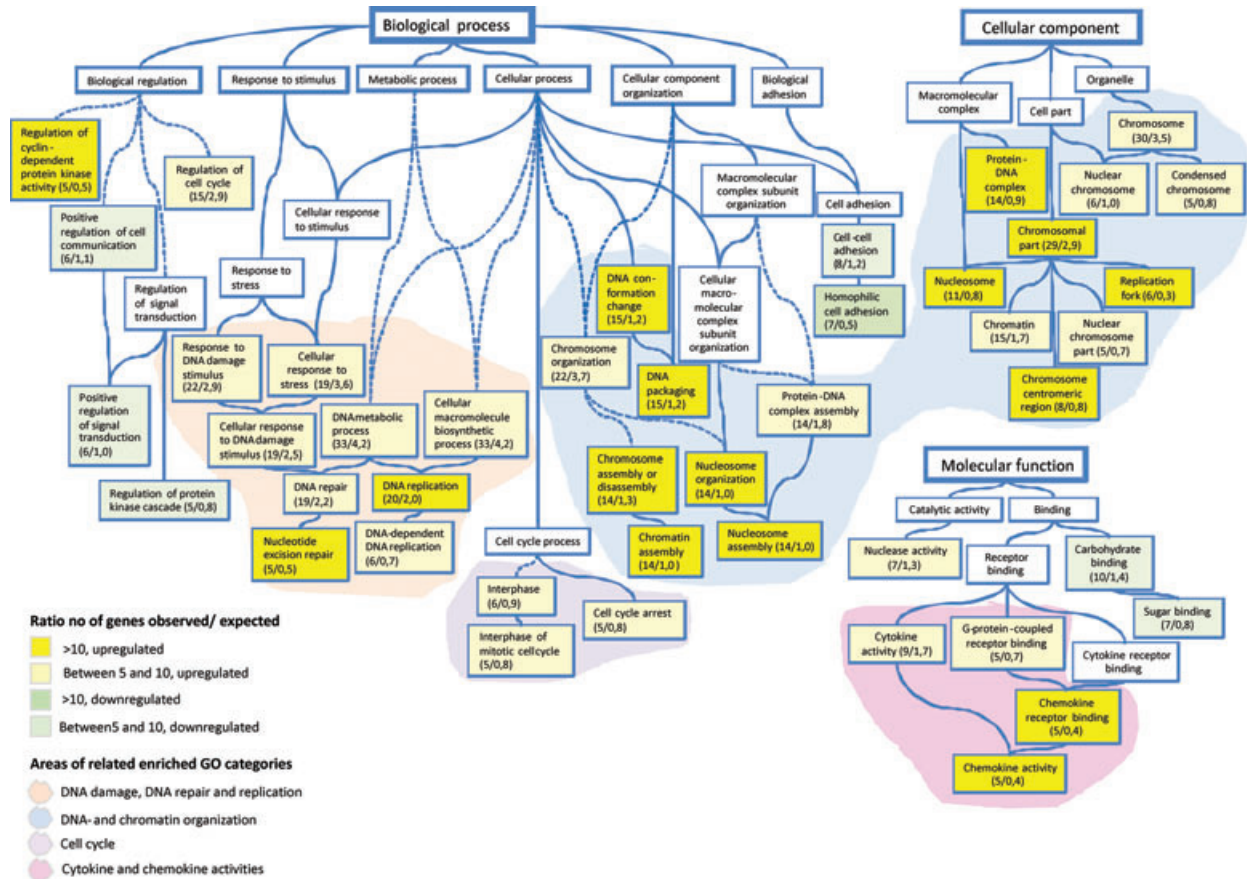 Biological process
Biological regulation
Response to stimulus
Metabolic process
Cellular process
Cellular component
organization
Biological
adhesion
Regulation of
cyclin-
dependent
protein kinase
activity (5/0,5)
Regulation of
cell cycle
(15/2,9)
Positive
regulation of cell
communication
(6/1,1)
Cellular response
to stimulus
Macromolecular
complex subunit
organization
Cell adhesion
Cell-cell
adhesion
(8/1,2)
Homophilic
cell adhesion
(7/0,5)
Regulation
of signal
transduction
Response to
stress
DNA con-
formation
change
(15/1,2)
Cellular
macro-
molecular
complex
subunit
organization
Response to
DNA damage
stimulus
(22/2,9)
Cellular
response to
stress (19/3,6)
Chromosome
organization
(22/3,7)
DNA
packaging
(15/1,2)
Protein-DNA
complex assembly
(14/1,8)
Positive
regulation
of signal
transduction
(6/1,0)
Cellular
response to DNA damage
stimulus (19/2,5)
DNA metabolic
process
(33/4,2)
Cellular
macromolecule
biosynthetic
process (33/4,2)
Regulation of protein
kinase cascade (5/0,8)
DNA repair
(19/2,2)
DNA replication
(20/2,0)
Chromosome
assembly or
disassembly
(14/1,3)
Nucleosome
organization
(14/1,0)
Nucleotide
excision repair
(5/0,5)
DNA-dependent
DNA replication
(6/0,7)
Cell cycle process
Chromatin
assembly
(14/1,0)
Nucleosome
assembly (14/1,0)
Interphase
(6/0,9)
Cell cycle arrest
(5/0,8)
Interphase of
mitotic cell cycle
(5/0,8)
Cellular component
Macromolecular
complex
Cell part
Organelle
Chromosome
(30/3,5)
Protein-
DNA
complex
(14/0,9)
Nuclear
chromosome
(6/1,0)
Condensed
chromosome
(5/0,8)
Chromosomal
part (29/2,9)
Nucleosome
(11/0,8)
Replication
fork (6/0,3)
Chromatin
(15/1,7)
Nuclear
chromosome
part (5/0,7)
Chromosome
centromeric
region (8/0,8)
Molecular function
Catalytic activity
Binding
Nuclease activity
(7/1,3)
Receptor
binding
Carbohydrate
binding
(10/1,4)
Sugar binding
(7/0,8)
Cytokine
activity (9/1,7)
G-protein-coupled
receptor binding
(5/0,7)
Cytokine receptor
binding
Chemokine
receptor binding
(5/0,4)
Chemokine activity
(5/0,4)
Ratio no of genes observed/ expected
>10, upregulated
Between 5 and 10, upregulated
>10, downregulated
Between5 and 10, downregulated
Areas of related enriched GO categories
DNA damage, DNA repair and replication
DNA- and chromatin organization
Cell cycle
Cytokine and chemokine activities